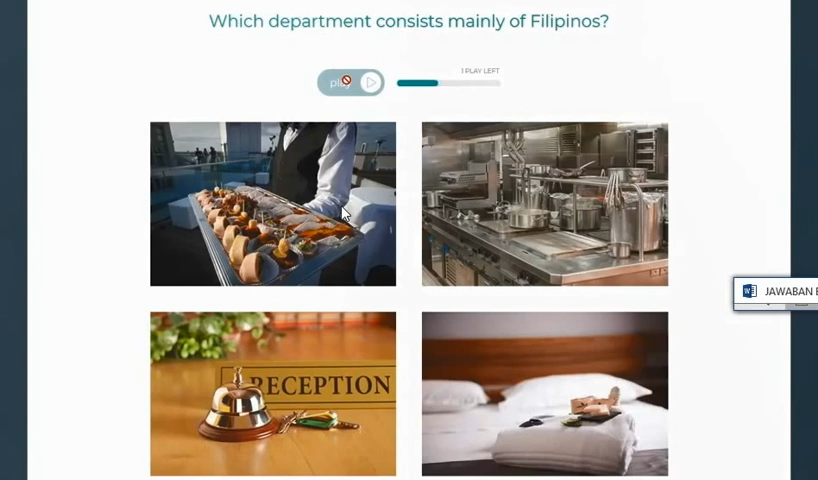 Which department consists mainly of Filipinos?
1 PLAY LEFT
RECEPTION
JAWABAN